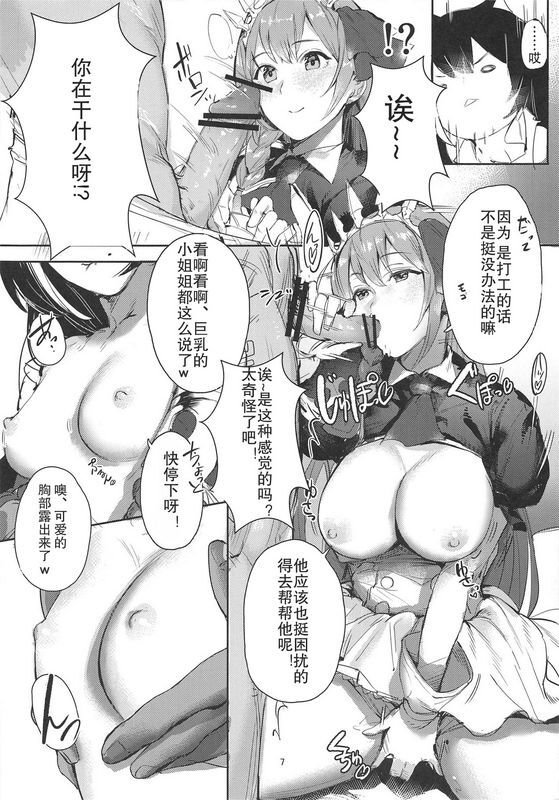 ……
哎
!?
诶~~
你在干什么呀!?
因为 是打工的话
不是挺没办法的嘛
看啊看啊、巨乳的
小姐姐都这么说了w
诶~是这种感觉的吗？
太奇怪了吧！
快停下呀！
噢、可爱的
胸部露出来了w
他应该也挺困扰的
得去帮帮他呢！
7